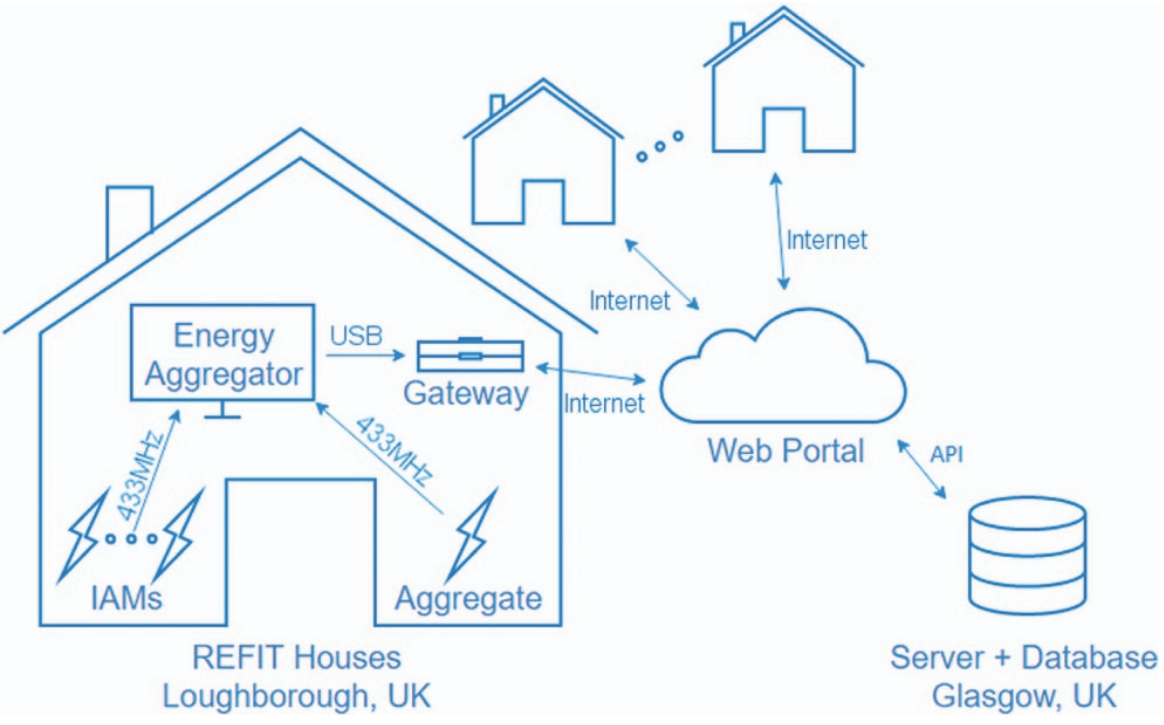 Internet
Internet
Energy
Aggregator
USB
Gateway
Internet
Web Portal
433MHz
433MHz
API
IAMs
Aggregate
REFIT Houses
Loughborough, UK
Server + Database
Glasgow, UK